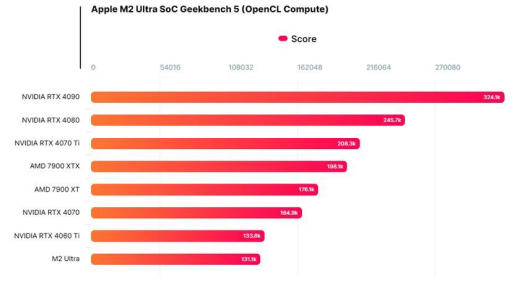 Apple M2 Ultra SoC Geekbench 5 (OpenCL Compute)
Score
0 54016 108032 162048 216064 270080
NVIDIA RTX 4090 324.1k
NVIDIA RTX 4080 245.7k
NVIDIA RTX 4070 Ti 208.3k
AMD 7900 XTX 198.1k
AMD 7900 XT 176.1k
NVIDIA RTX 4070 164.9k
NVIDIA RTX 4060 Ti 133.8k
M2 Ultra 131.1k